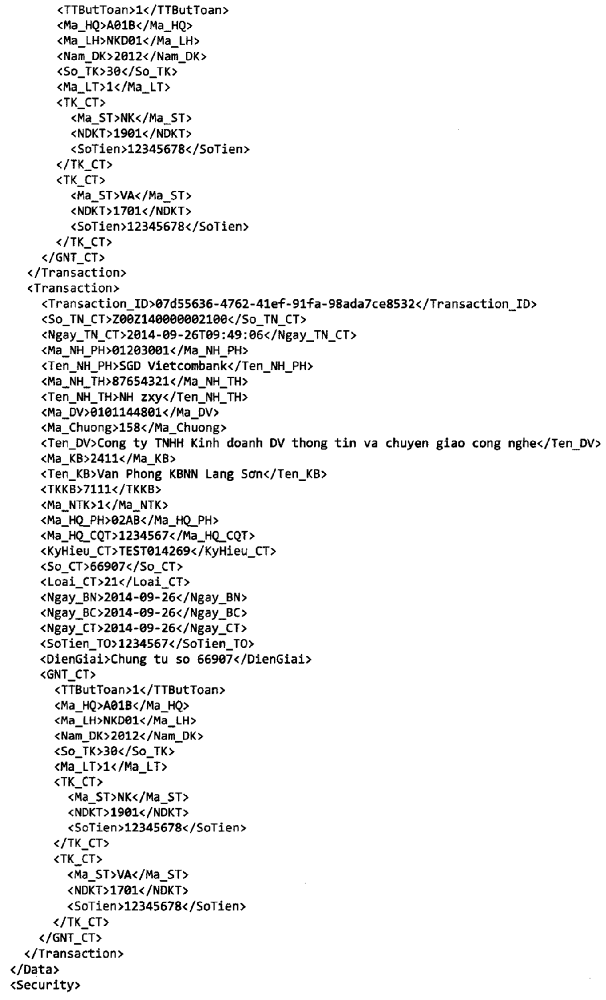 <TTButToan>1</TTButToan>
<Ma_HQ>A01B</Ma_HQ>
<Ma_LH>NKD01</Ma_LH>
<Nam_DK>2012</Nam_DK>
<So_TK>30</So_TK>
<Ma_LT>1</Ma_LT>
<TK_CT>
<Ma_ST>NK</Ma_ST>
<NDKT>1901</NDKT>
<SoTien>12345678</SoTien>
</TK_CT>
<TK_CT>
<Ma_ST>VA</Ma_ST>
<NDKT>1701</NDKT>
<SoTien>12345678</SoTien>
</TK_CT>
</GNT_CT>
</Transaction>
<Transaction>
<Transaction_ID>07d55636-4762-41ef-91fa-98ada7ce8532</Transaction_ID>
<So_TN_CT>Z00Z140000002100</So_TN_CT>
<Ngay_TN_CT>2014-09-26T09:49:06</Ngay_TN_CT>
<Ma_NH_PH>01203001</Ma_NH_PH>
<Ten_NH_PH>SGD Vietcombank</Ten_NH_PH>
<Ma_NH_TH>87654321</Ma_NH_TH>
<Ten_NH_TH>NH zxy</Ten_NH_TH>
<Ma_DV>0101144801</Ma_DV>
<Ma_Chuong>158</Ma_Chuong>
<Ten_DV>Cong ty TNHH Kinh doanh DV thong tin va chuyen giao cong nghe</Ten_DV>
<Ma_KB>2411</Ma_KB>
<Ten_KB>Van Phong KBNN Lang Sơn</Ten_KB>
<TKKB>7111</TKKB>
<Ma_NTK>1</Ma_NTK>
<Ma_HQ_PH>02AB</Ma_HQ_PH>
<Ma_HQ_CQT>1234567</Ma_HQ_CQT>
<KyHieu_CT>TEST014269</KyHieu_CT>
<So_CT>66907</So_CT>
<Loai_CT>21</Loai_CT>
<Ngay_BN>2014-09-26</Ngay_BN>
<Ngay_BC>2014-09-26</Ngay_BC>
<Ngay_CT>2014-09-26</Ngay_CT>
<SoTien_TO>1234567</SoTien_TO>
<DienGiai>Chung tu so 66907</DienGiai>
<GNT_CT>
<TTButToan>1</TTButToan>
<Ma_HQ>A01B</Ma_HQ>
<Ma_LH>NKD01</Ma_LH>
<Nam_DK>2012</Nam_DK>
<So_TK>30</So_TK>
<Ma_LT>1</Ma_LT>
<TK_CT>
<Ma_ST>NK</Ma_ST>
<NDKT>1901</NDKT>
<SoTien>12345678</SoTien>
</TK_CT>
<TK_CT>
<Ma_ST>VA</Ma_ST>
<NDKT>1701</NDKT>
<SoTien>12345678</SoTien>
</TK_CT>
</GNT_CT>
</Transaction>
</Data>
<Security>